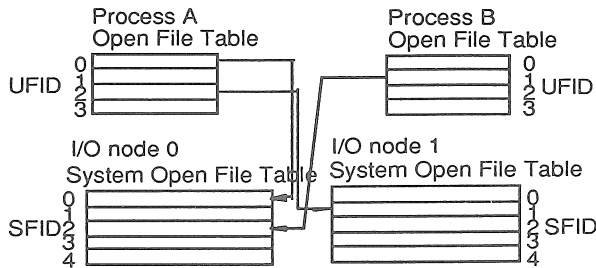 Process A
Open File Table
UFID
0
1
2
3
Process B
Open File Table
0
1
2
3
UFID
I/O node 0
System Open File Table
SFID
0
1
2
3
4
I/O node 1
System Open File Table
0
1
2
3
4
SFID